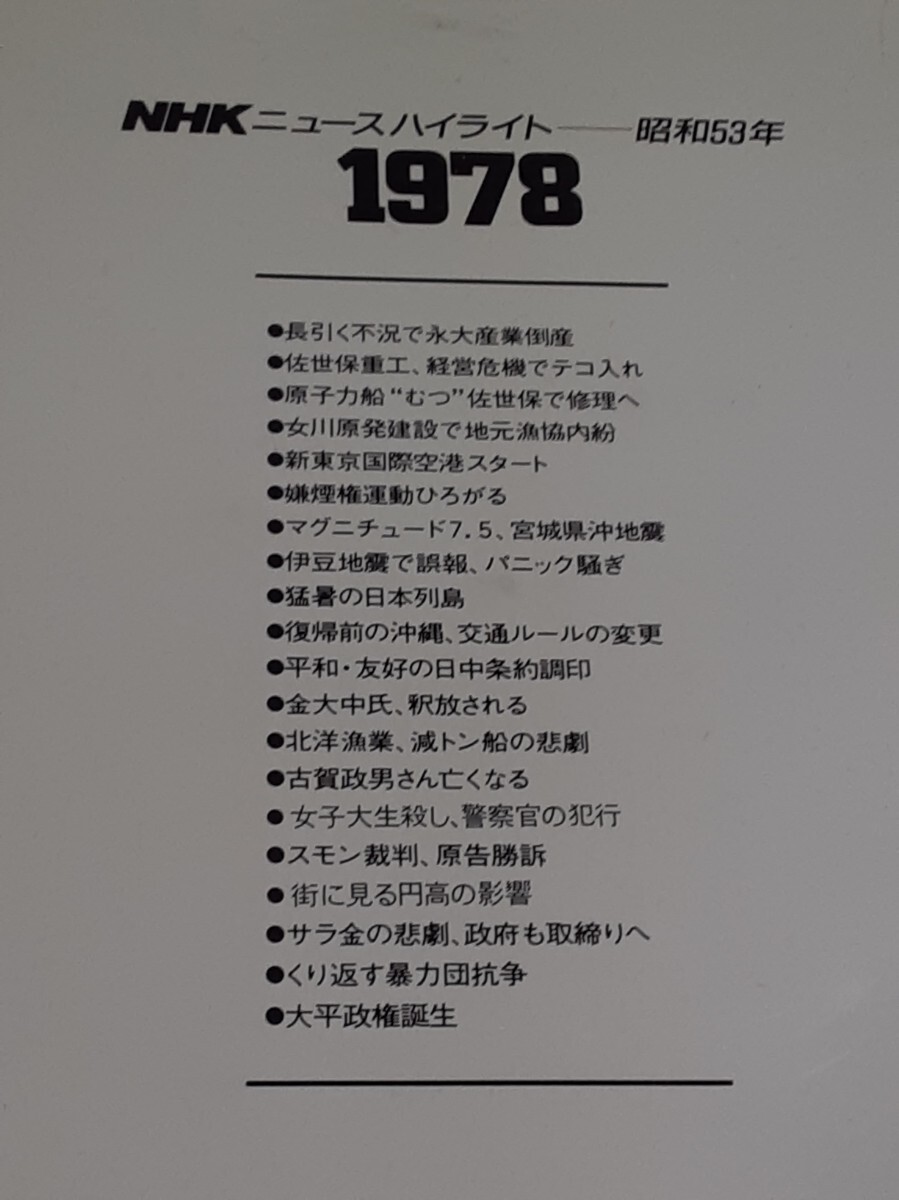 NHKニュースハイライト──昭和53年
1978
●長引く不況で永大産業倒産
●佐世保重工、経営危機でテコ入れ
●原子力船“むつ”佐世保で修理へ
●女川原発建設で地元漁協内紛
●新東京国際空港スタート
●嫌煙権運動ひろがる
●マグニチュード7.5、宮城県沖地震
●伊豆地震で誤報、パニック騒ぎ
●猛暑の日本列島
●復帰前の沖縄、交通ルールの変更
●平和・友好の日中条約調印
●金大中氏、釈放される
●北洋漁業、減トン船の悲劇
●古賀政男さん亡くなる
●女子大生殺し、警察官の犯行
●スモン裁判、原告勝訴
●街に見る円高の影響
●サラ金の悲劇、政府も取締りへ
●くり返す暴力団抗争
●大平政権誕生